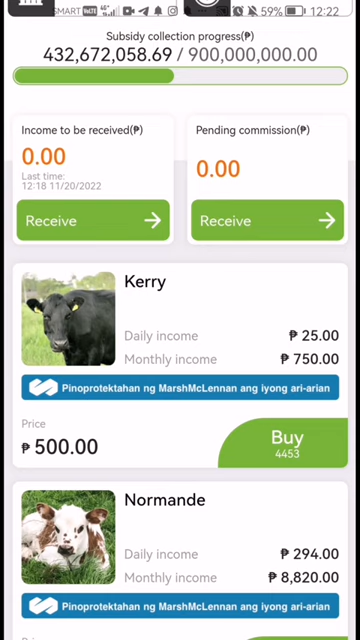 SMART VoLTE 4G 59% 12:22
Subsidy collection progress(₱)
432,672,058.69 / 900,000,000.00
Income to be received(₱)
0.00
Last time:
12:18 11/20/2022
Receive
Pending commission(₱)
0.00
Receive
Kerry
Daily income ₱ 25.00
Monthly income ₱ 750.00
Pinoprotektahan ng MarshMcLennan ang iyong ari-arian
Price
₱ 500.00
Buy
4453
Normande
Daily income ₱ 294.00
Monthly income ₱ 8,820.00
Pinoprotektahan ng MarshMcLennan ang iyong ari-arian